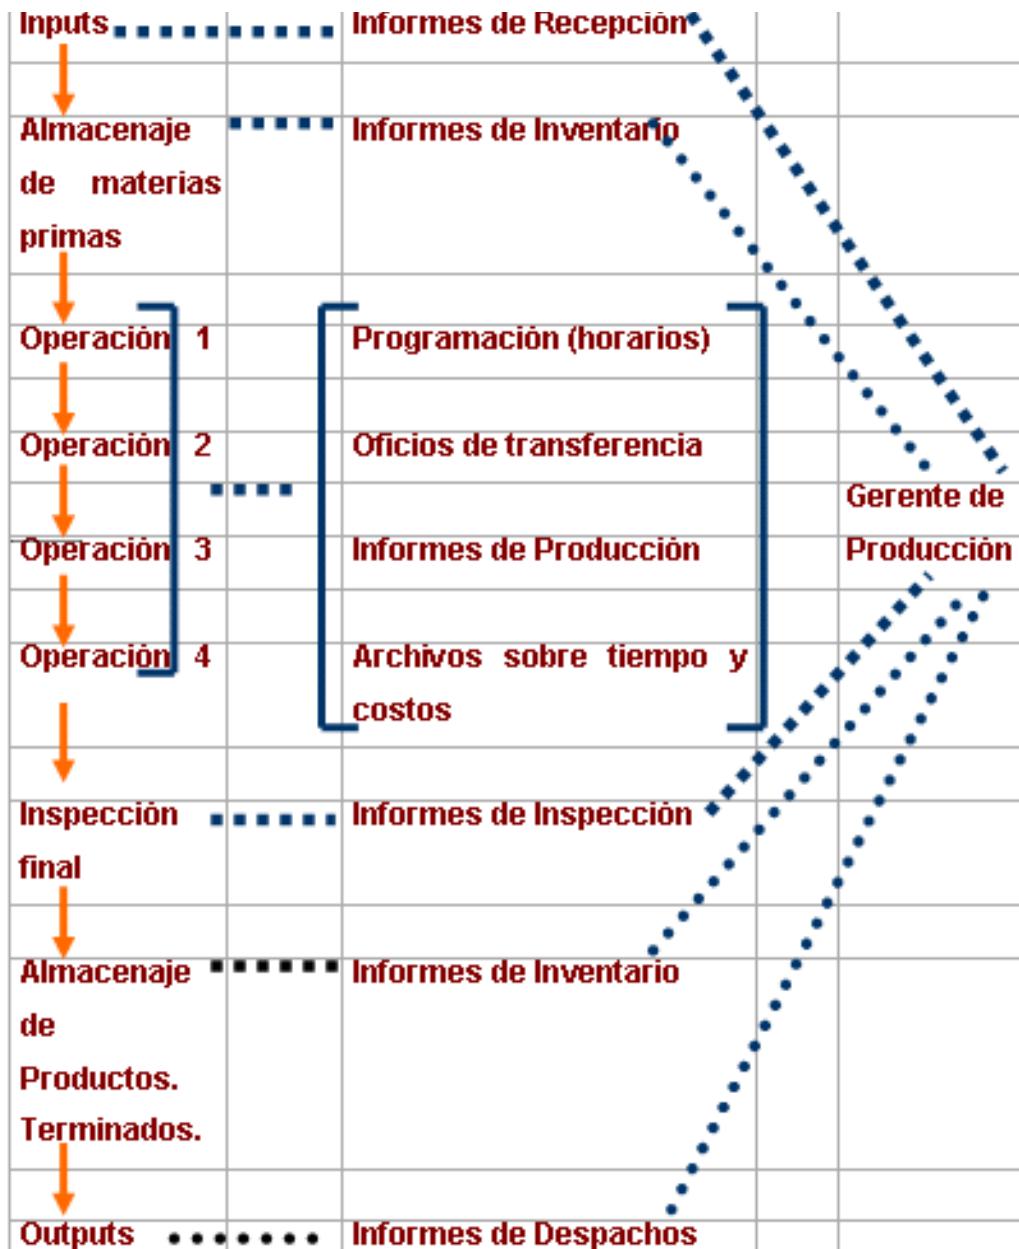 Inputs Informes de Recepción
Almacenaje Informes de Inventario
de materias
primas
Operación 1 Programación (horarios)
Operación 2 Oficios de transferencia
Gerente de
Operación 3 Informes de Producción Producción
Operación 4 Archivos sobre tiempo y
costos
Inspección Informes de Inspección
final
Almacenaje Informes de Inventario
de
Productos.
Terminados.
Outputs Informes de Despachos